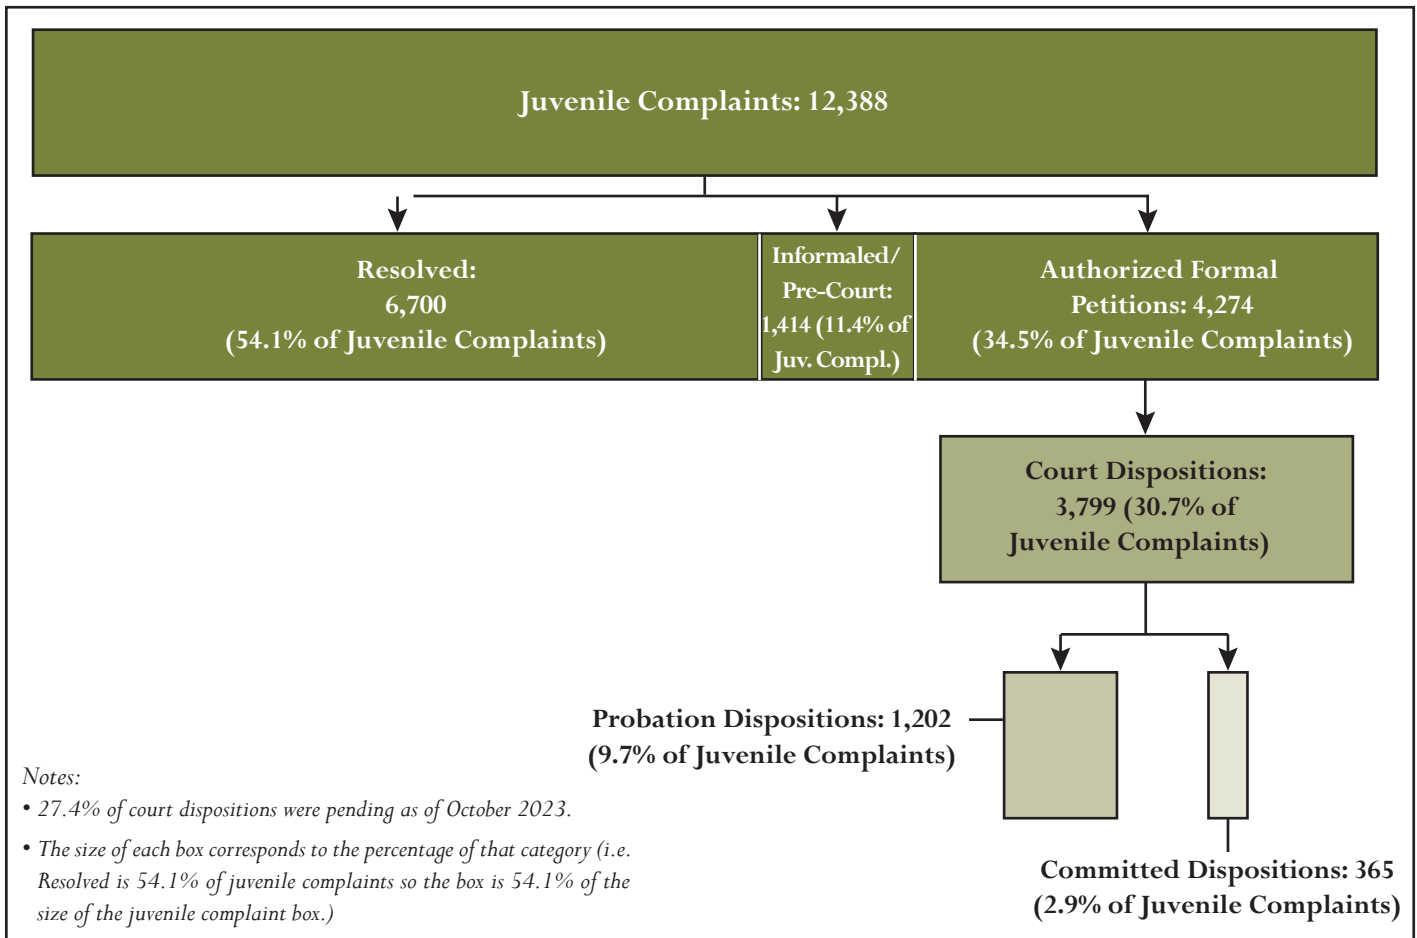 Juvenile Complaints: 12,388
Resolved:
6,700
(54.1% of Juvenile Complaints)
Informaled/
Pre-Court:
1,414 (11.4% of
Juv. Compl.)
Authorized Formal
Petitions: 4,274
(34.5% of Juvenile Complaints)
Court Dispositions:
3,799 (30.7% of
Juvenile Complaints)
Probation Dispositions: 1,202
(9.7% of Juvenile Complaints)
Committed Dispositions: 365
(2.9% of Juvenile Complaints)
Notes:
• 27.4% of court dispositions were pending as of October 2023.
• The size of each box corresponds to the percentage of that category (i.e.
Resolved is 54.1% of juvenile complaints so the box is 54.1% of the
size of the juvenile complaint box.)